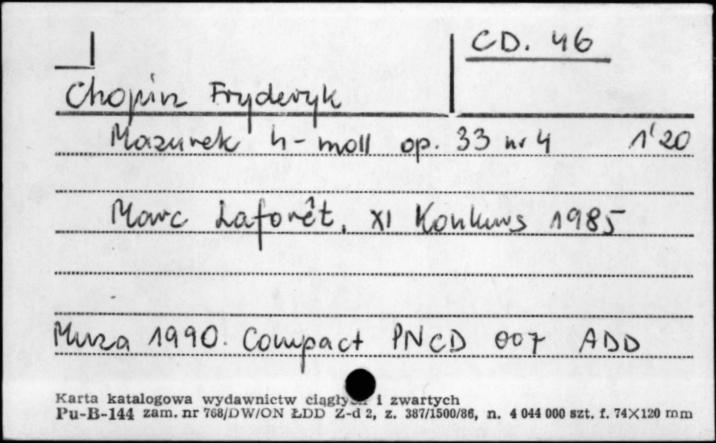 CD. 46
Chopin Fryderyk
Mazurek h-moll op. 33 nr 4 1'20
Marc Laforêt, XI Konkurs 1985
Muza 1990. Compact PNCD 007 ADD
Karta katalogowa wydawnictw ciągłych i zwartych
Pu-B-144 zam. nr 768/DW/ON ŁDD Z-d 2, z. 387/1500/86, n. 4 044 000 szt. f. 74×120 mm